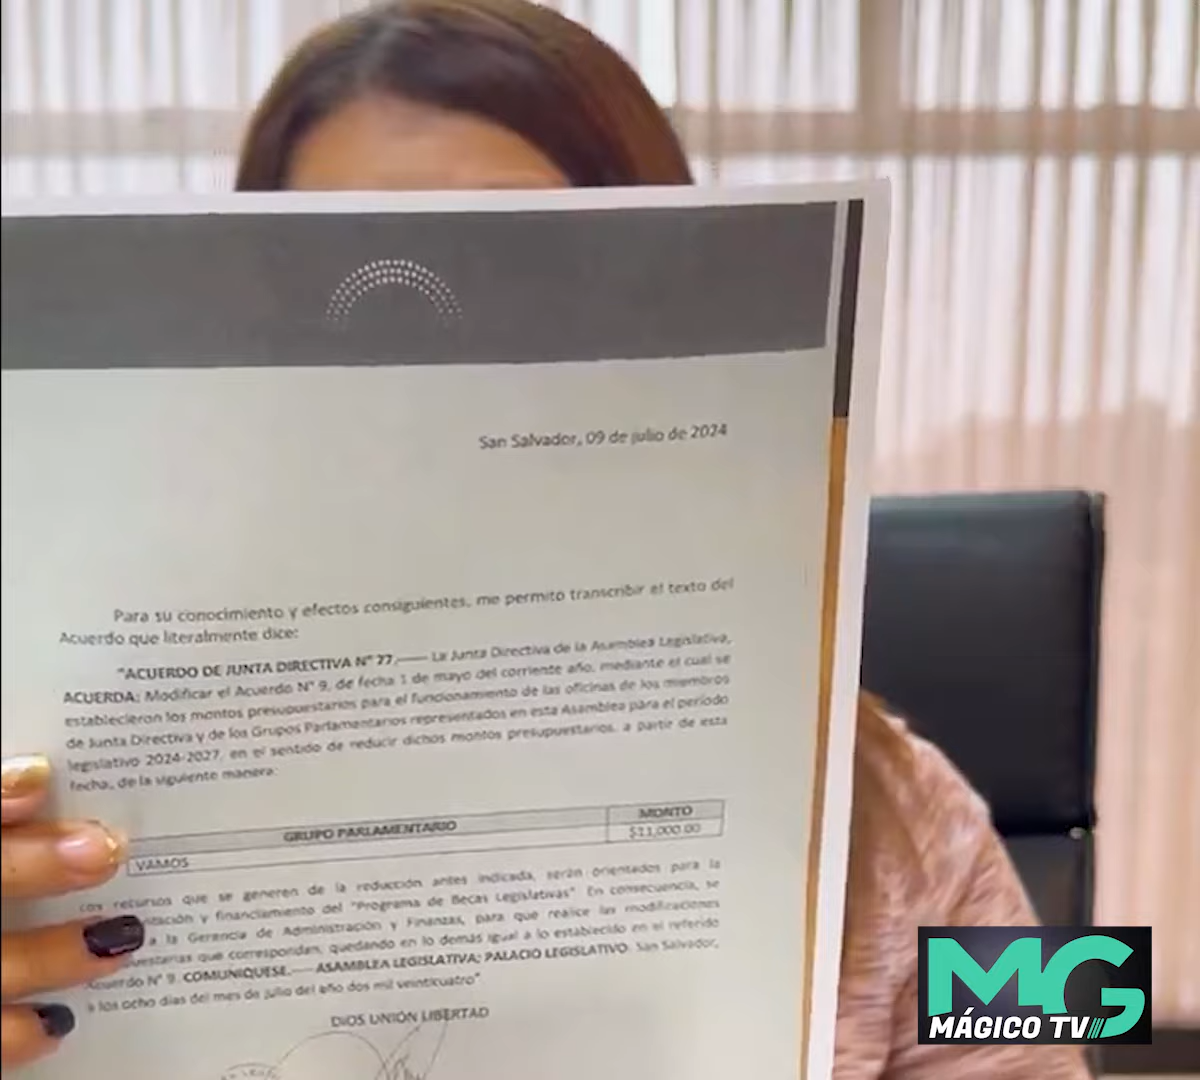 San Salvador, 09 de julio de 2024
Para su conocimiento y efectos consiguientes, me permito transcribir el texto del
Acuerdo que literalmente dice:
"ACUERDO DE JUNTA DIRECTIVA N° 77.—— La Junta Directiva de la Asamblea Legislativa,
ACUERDA: Modificar el Acuerdo N° 9, de fecha 1 de mayo del corriente año, mediante el cual se
establecieron los montos presupuestarios para el funcionamiento de las oficinas de los miembros
de Junta Directiva y de los Grupos Parlamentarios representados en esta Asamblea para el período
legislativo 2024-2027, en el sentido de reducir dichos montos presupuestarios, a partir de esta
fecha, de la siguiente manera:
GRUPO PARLAMENTARIO MONTO
VAMOS $11,000.00
Los recursos que se generen de la reducción antes indicada, serán orientados para la
y financiamiento del "Programa de Becas Legislativas" En consecuencia, se
a la Gerencia de Administración y Finanzas, para que realice las modificaciones
que correspondan, quedando en lo demás igual a lo establecido en el referido
Acuerdo N° 9. COMUNIQUESE.—— ASAMBLEA LEGISLATIVA; PALACIO LEGISLATIVO: San Salvador,
a los ocho días del mes de julio del año dos mil veinticuatro"
DIOS UNIÓN LIBERTAD
MG
MÁGICO TV